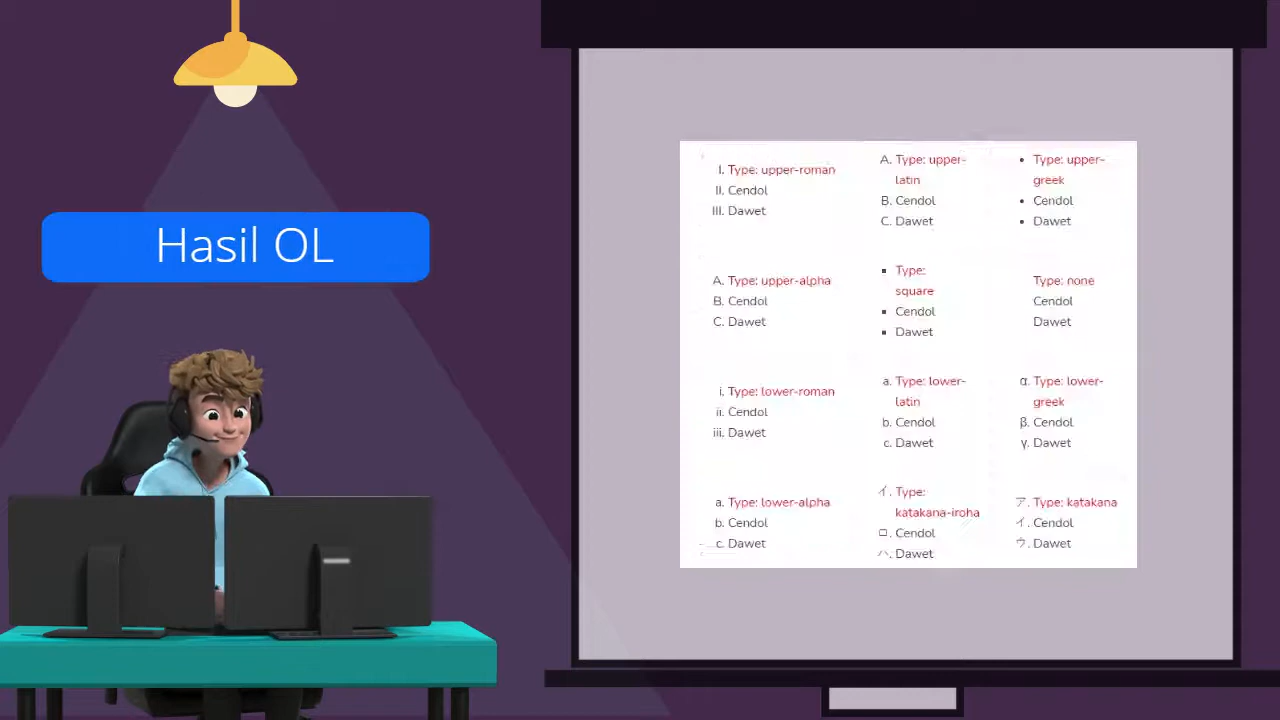 Hasil OL
I. Type: upper-roman
II. Cendol
III. Dawet
A. Type: upper-
latin
B. Cendol
C. Dawet
• Type: upper-
greek
• Cendol
• Dawet
A. Type: upper-alpha
B. Cendol
C. Dawet
▪ Type:
square
▪ Cendol
▪ Dawet
Type: none
Cendol
Dawet
i. Type: lower-roman
ii. Cendol
iii. Dawet
a. Type: lower-
latin
b. Cendol
c. Dawet
α. Type: lower-
greek
β. Cendol
γ. Dawet
a. Type: lower-alpha
b. Cendol
c. Dawet
イ. Type:
katakana-iroha
ロ. Cendol
ハ. Dawet
ア. Type: katakana
イ. Cendol
ウ. Dawet